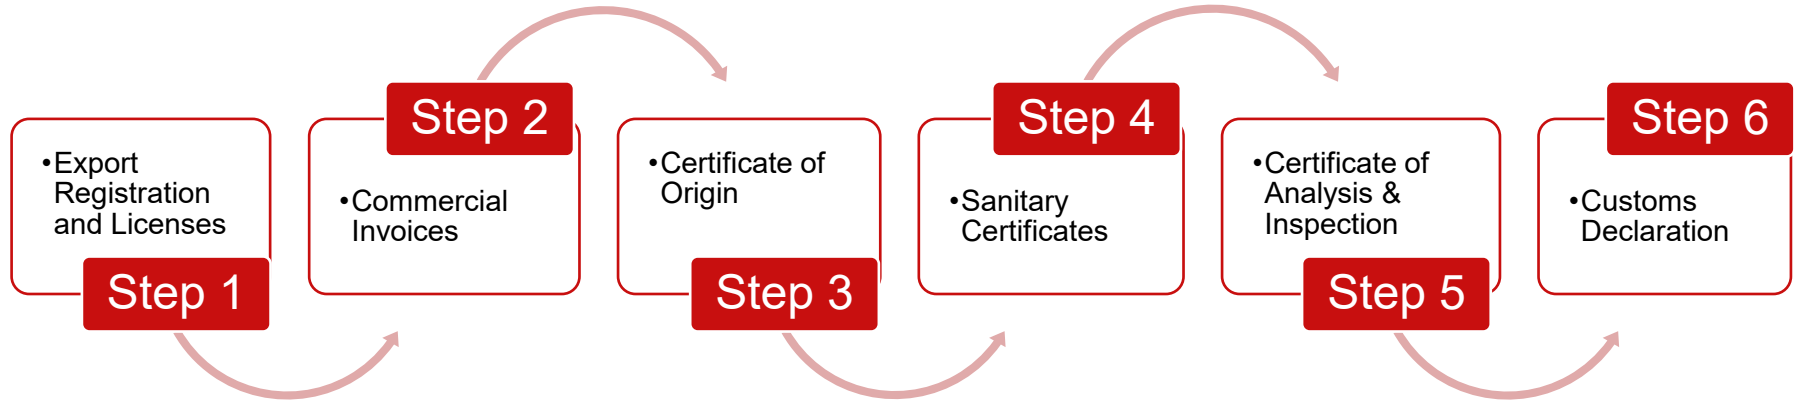 •Export
Registration
and Licenses
Step 1
Step 2
•Commercial
Invoices
•Certificate of
Origin
Step 3
Step 4
•Sanitary
Certificates
•Certificate of
Analysis &
Inspection
Step 5
Step 6
•Customs
Declaration